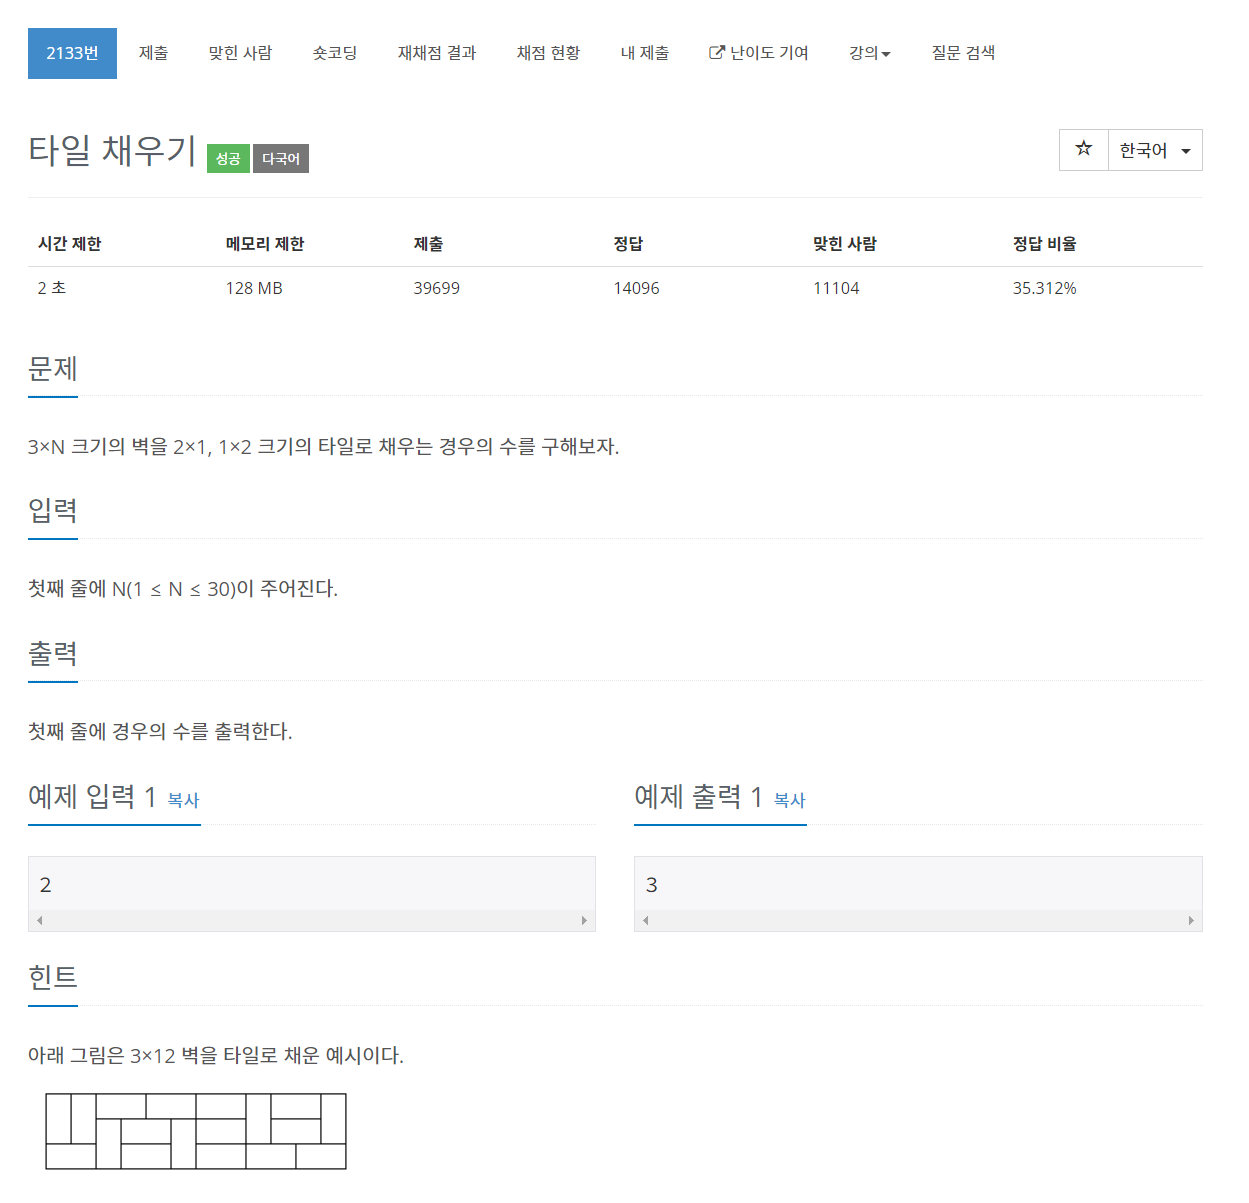 2133번 제출 맞힌 사람 숏코딩 재채점 결과 채점 현황 내 제출 난이도 기여 강의 질문 검색
타일 채우기 성공 다국어 한국어
시간 제한 메모리 제한 제출 정답 맞힌 사람 정답 비율
2 초 128 MB 39699 14096 11104 35.312%
문제
3×N 크기의 벽을 2×1, 1×2 크기의 타일로 채우는 경우의 수를 구해보자.
입력
첫째 줄에 N(1 ≤ N ≤ 30)이 주어진다.
출력
첫째 줄에 경우의 수를 출력한다.
예제 입력 1 복사
2
예제 출력 1 복사
3
힌트
아래 그림은 3×12 벽을 타일로 채운 예시이다.